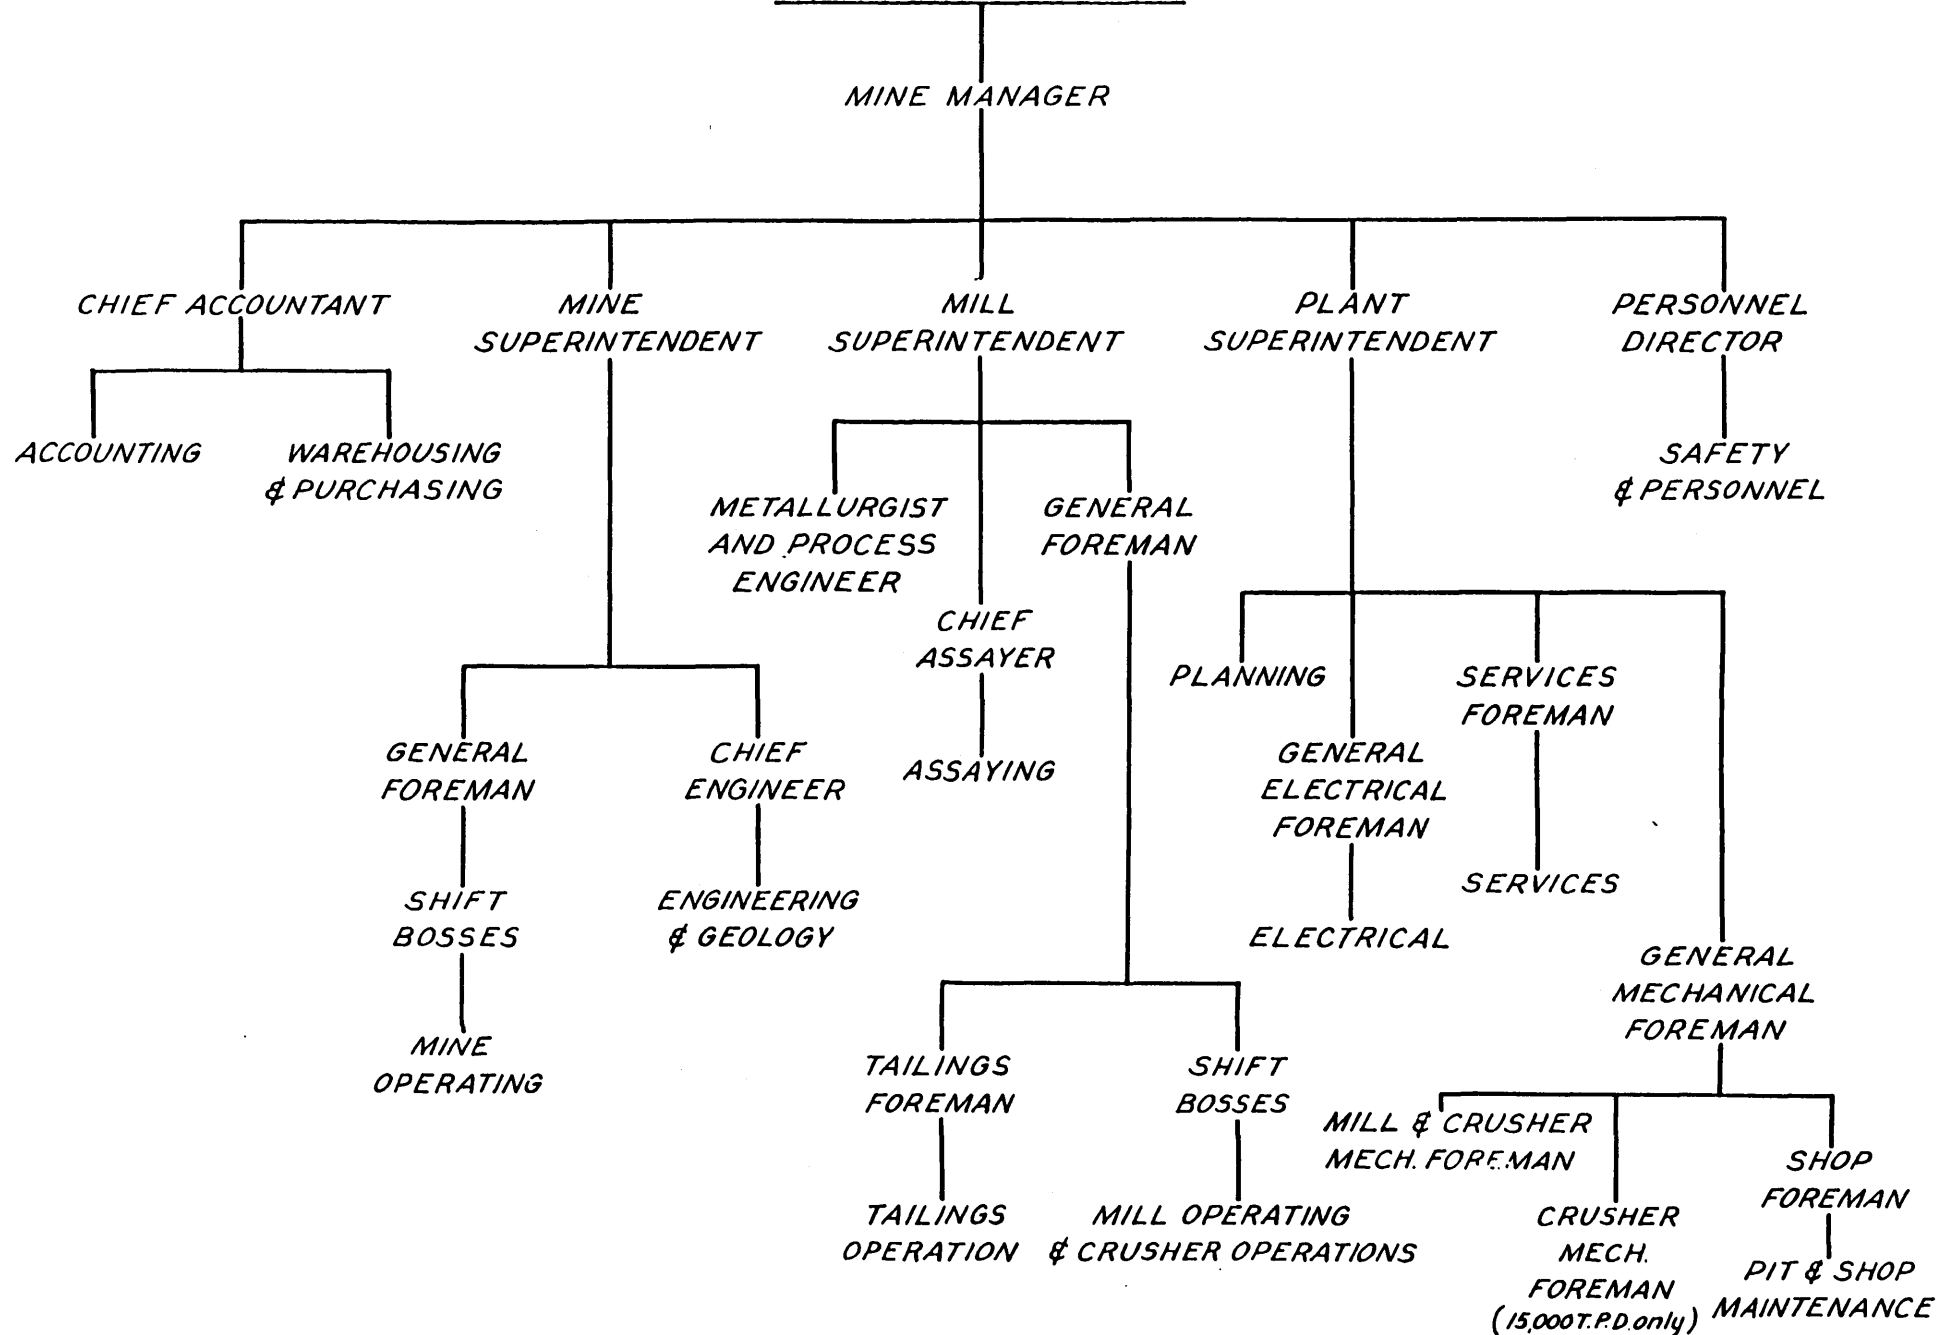 MINE MANAGER
CHIEF ACCOUNTANT
MINE
SUPERINTENDENT
MILL
SUPERINTENDENT
PLANT
SUPERINTENDENT
PERSONNEL
DIRECTOR
ACCOUNTING
WAREHOUSING
& PURCHASING
METALLURGIST
AND PROCESS
ENGINEER
GENERAL
FOREMAN
SAFETY
& PERSONNEL
CHIEF
ASSAYER
ASSAYING
PLANNING
SERVICES
FOREMAN
GENERAL
FOREMAN
CHIEF
ENGINEER
GENERAL
ELECTRICAL
FOREMAN
SERVICES
SHIFT
BOSSES
ENGINEERING
& GEOLOGY
ELECTRICAL
GENERAL
MECHANICAL
FOREMAN
MINE
OPERATING
TAILINGS
FOREMAN
SHIFT
BOSSES
MILL & CRUSHER
MECH. FOREMAN
SHOP
FOREMAN
TAILINGS
OPERATION
MILL OPERATING
& CRUSHER OPERATIONS
CRUSHER
MECH.
FOREMAN
(15,000 T.P.D. only)
PIT & SHOP
MAINTENANCE